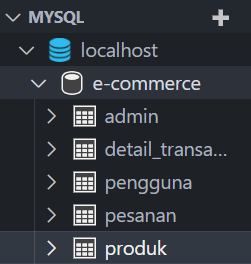 MYSQL
localhost
e-commerce
admin
detail_transa...
pengguna
pesanan
produk